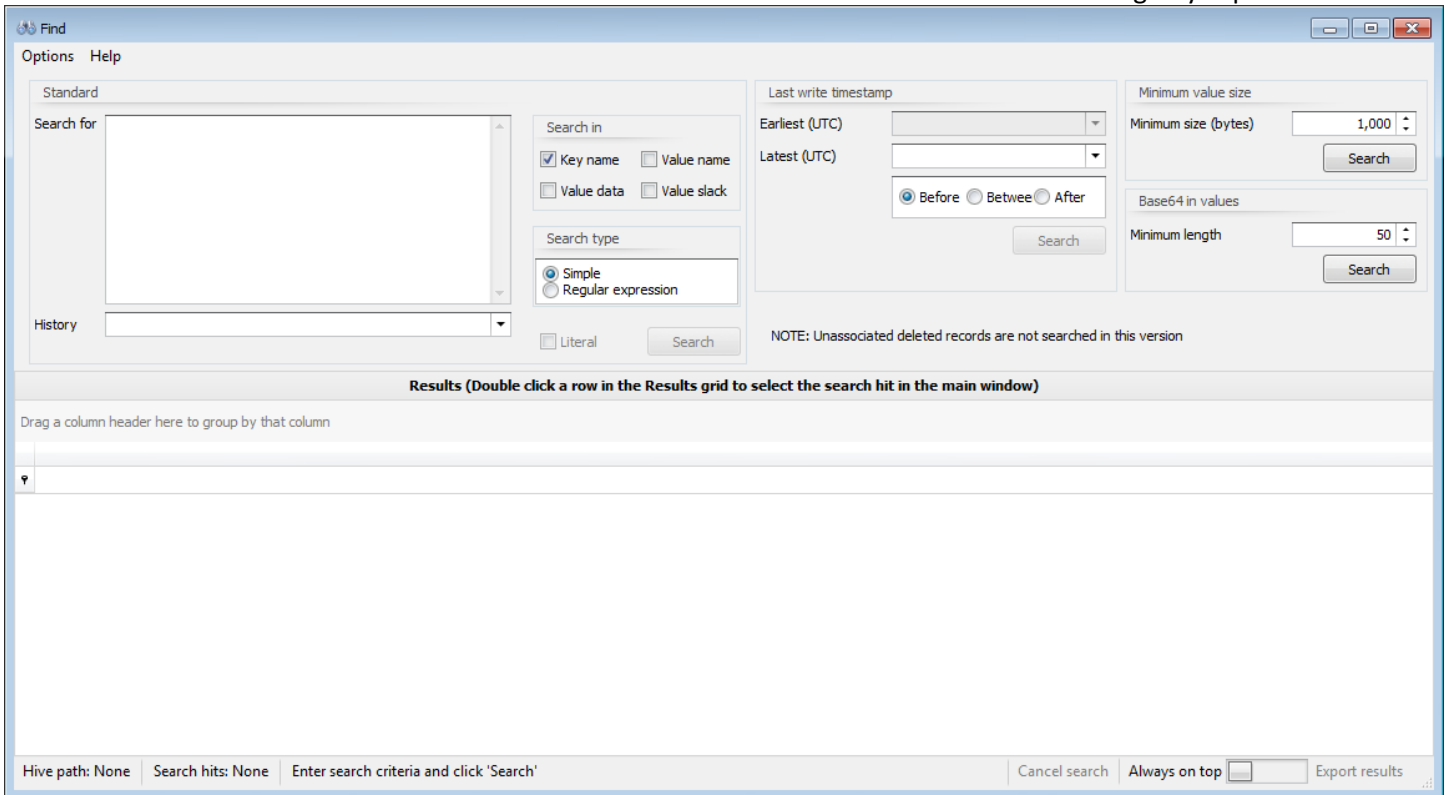 Find
Options Help
Standard
Search for
History
Search in
Key name Value name
Value data Value slack
Search type
Simple
Regular expression
Literal Search
Last write timestamp
Earliest (UTC)
Latest (UTC)
Before Betwee After
Search
Minimum value size
Minimum size (bytes) 1,000
Search
Base64 in values
Minimum length 50
Search
NOTE: Unassociated deleted records are not searched in this version
Results (Double click a row in the Results grid to select the search hit in the main window)
Drag a column header here to group by that column
Hive path: None Search hits: None Enter search criteria and click 'Search' Cancel search Always on top Export results